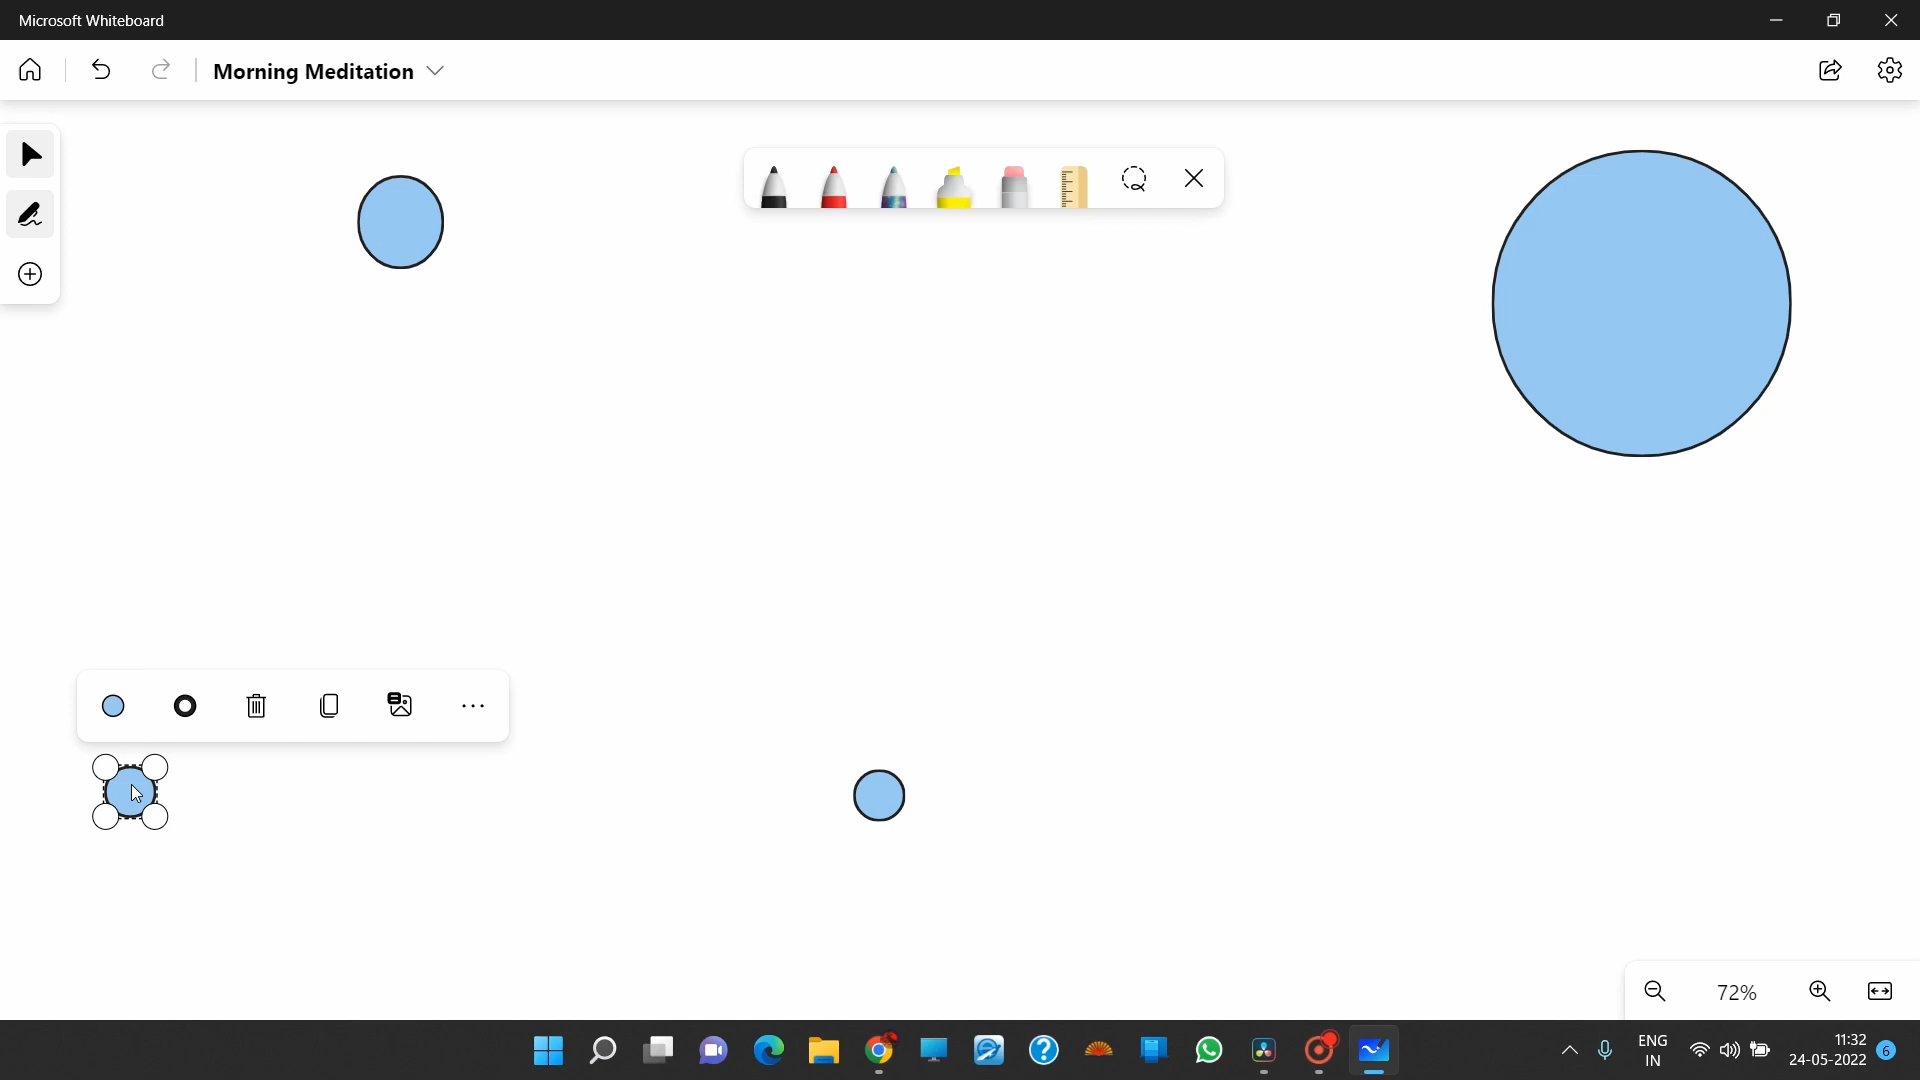 Microsoft Whiteboard
Morning Meditation
72%
ENG
IN
11:32
24-05-2022
6